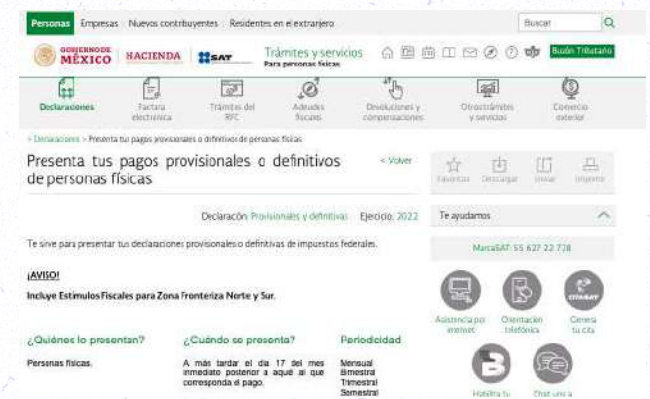 Personas Empresas Nuevos contribuyentes Residentes en el extranjero Buscar
GOBIERNO DE MÉXICO HACIENDA SAT Trámites y servicios Buzón Tributario
Para personas físicas
Declaraciones Factura electrónica Trámites del RFC Adeudos fiscales Devoluciones y compensaciones Otros trámites y servicios Comercio exterior
> Declaraciones > Presenta tus pagos provisionales o definitivos de personas físicas
Presenta tus pagos provisionales o definitivos
de personas físicas
< Volver
Favoritos Descargar Enviar Imprimir
Declaración: Provisionales y definitivas Ejercicio: 2022
Te ayudamos
Te sirve para presentar tus declaraciones provisionales o definitivas de impuestos federales.
MarcaSAT: 55 627 22 728
¡AVISO!
Incluye Estímulos Fiscales para Zona Fronteriza Norte y Sur.
CITASAT
Asistencia por internet
Orientación telefónica
Genera tu cita
¿Quiénes lo presentan?
Personas físicas.
¿Cuándo se presenta?
A más tardar el día 17 del mes
inmediato posterior a aquél al que
corresponda el pago.
Periodicidad
Mensual
Bimestral
Trimestral
Semestral
Habilita tu
Chat uno a